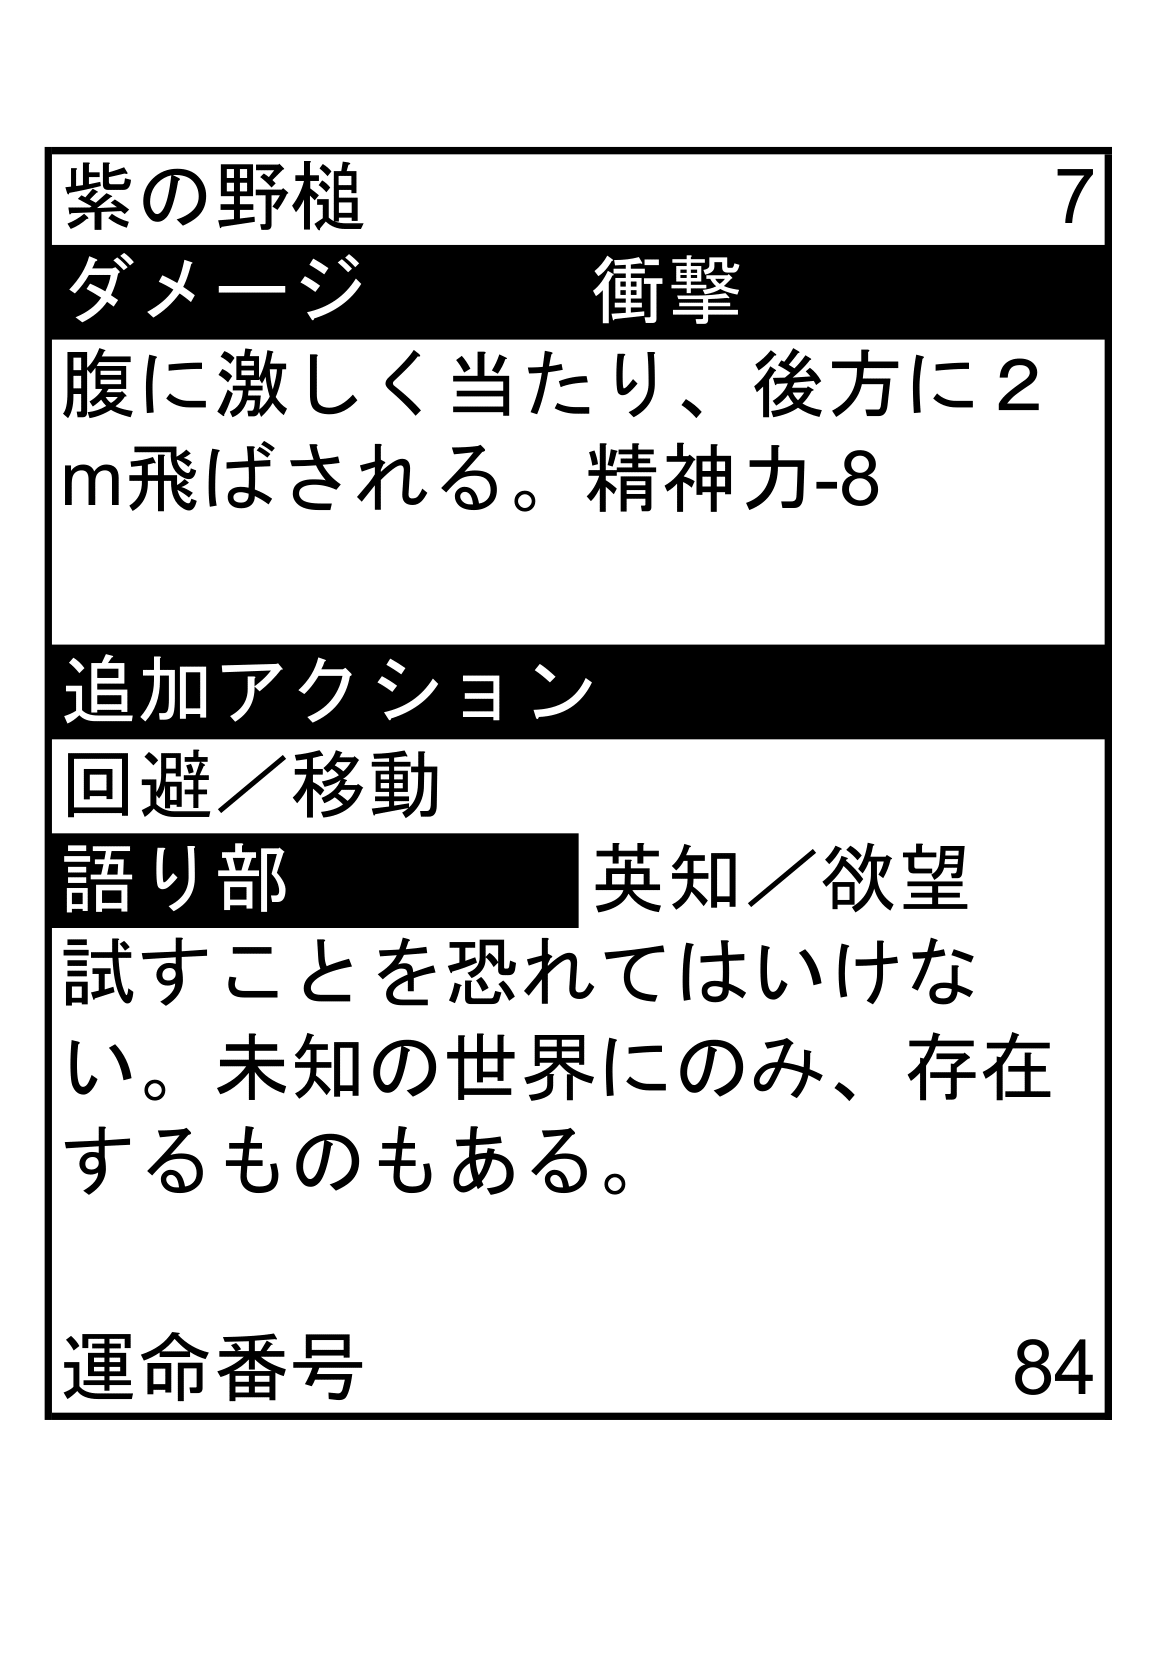 紫の野槌 7
ダメージ 衝撃
腹に激しく当たり、後方に２
m飛ばされる。精神力-8
追加アクション
回避／移動
語り部 英知／欲望
試すことを恐れてはいけな
い。未知の世界にのみ、存在
するものもある。
運命番号 84